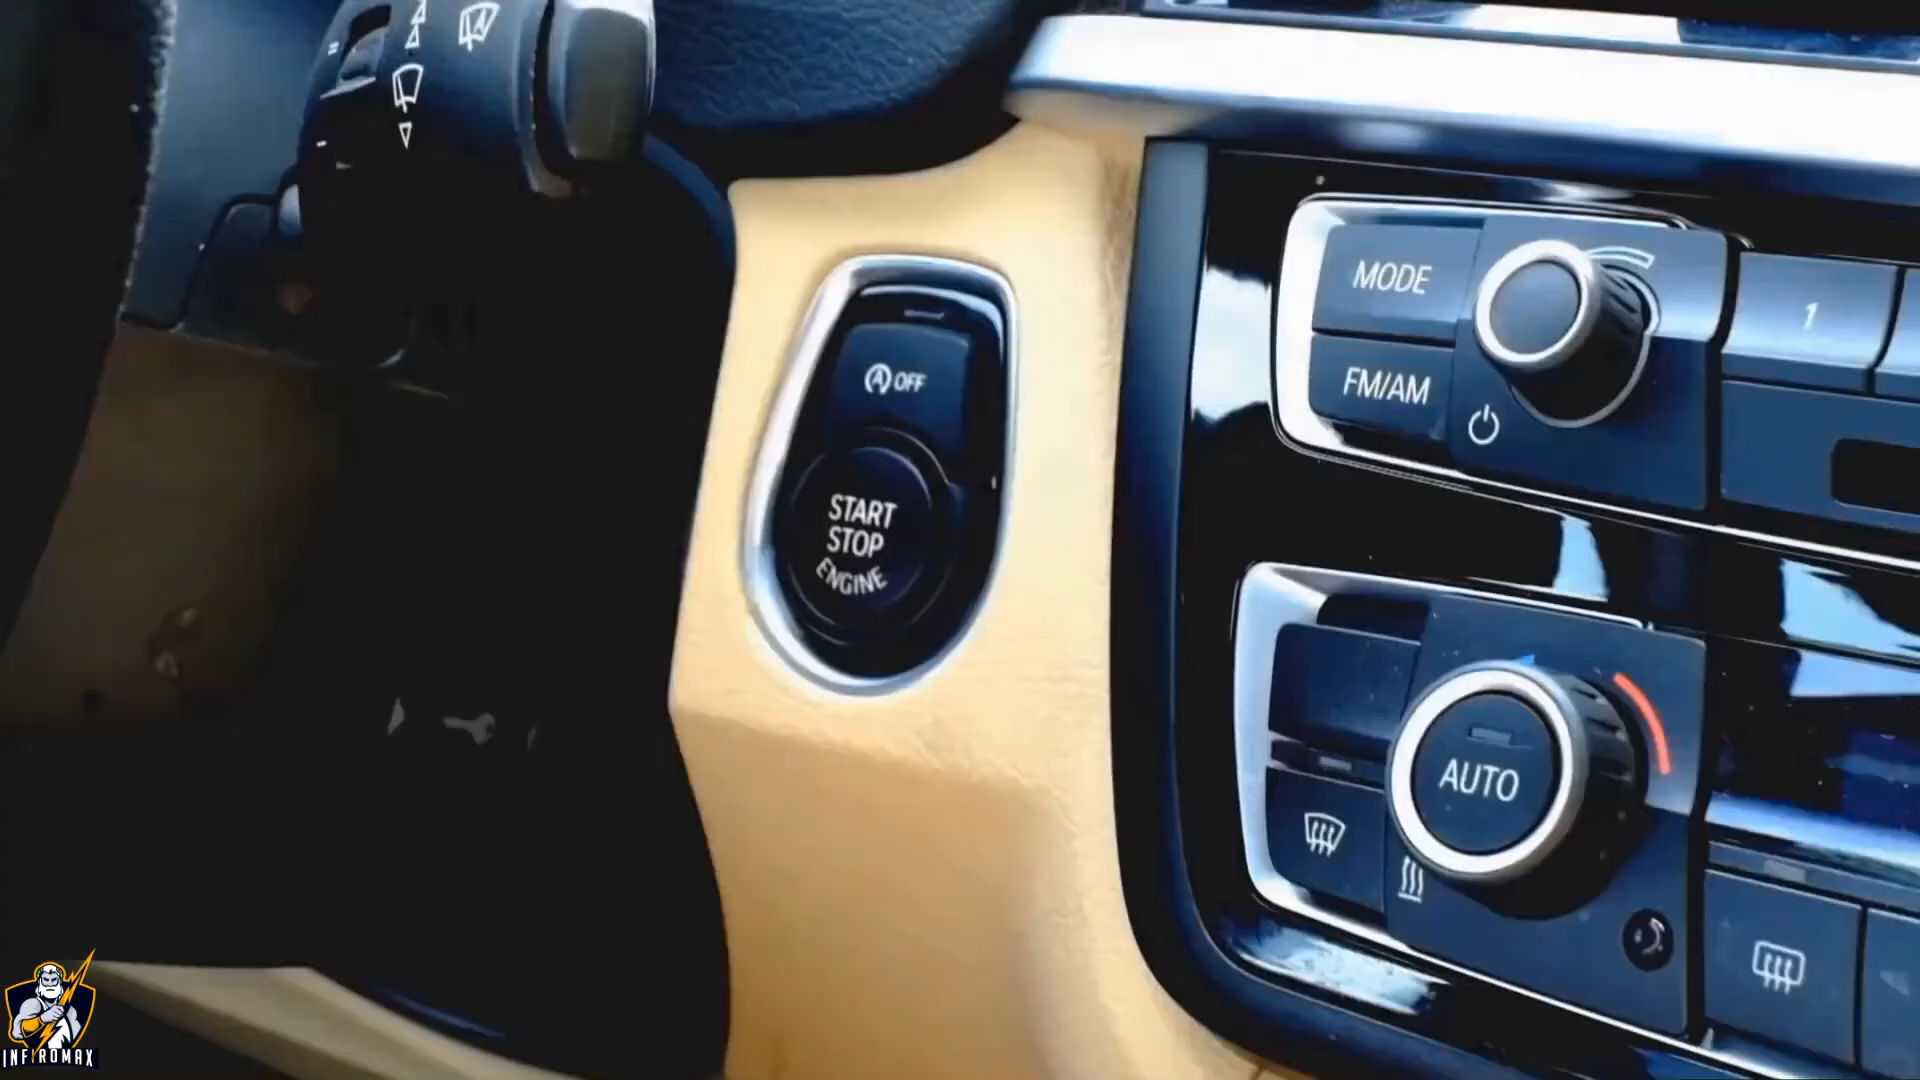 MODE
1
FM/AM
A OFF
START
STOP
ENGINE
AUTO
INFIROMAX